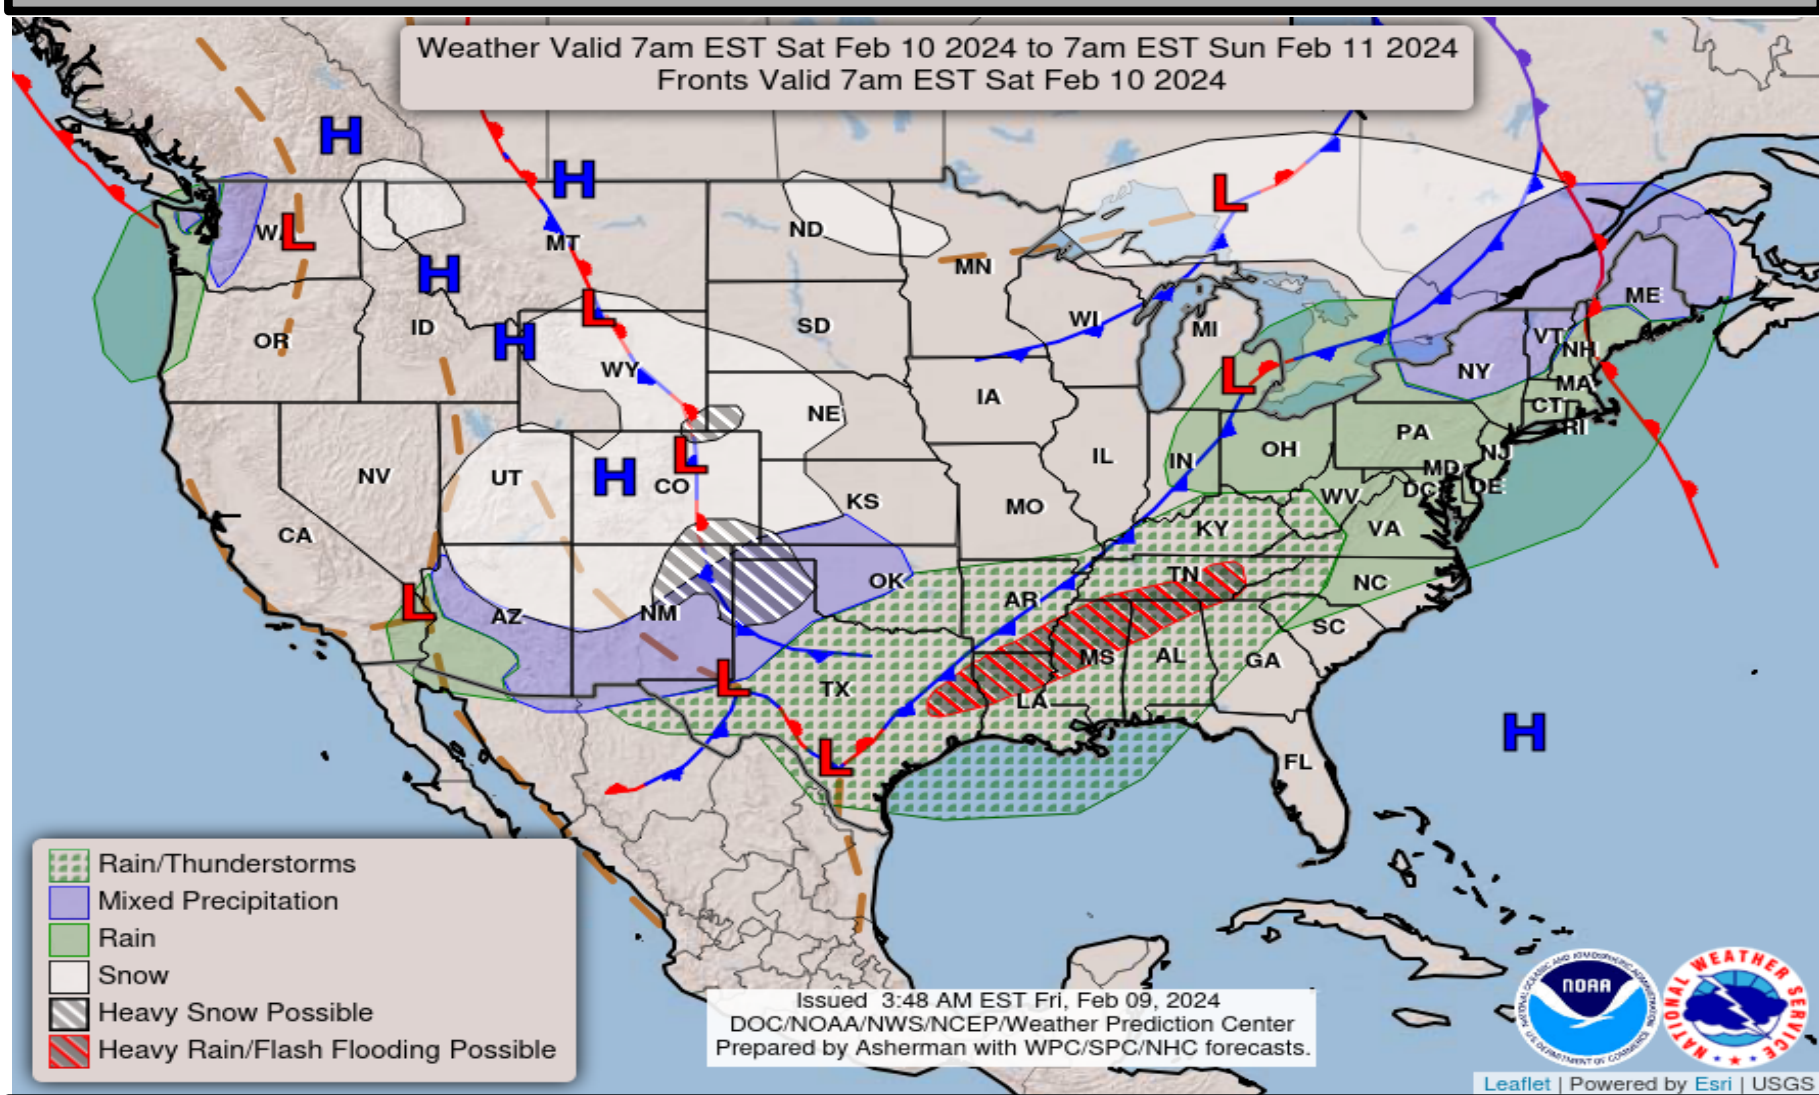 Weather Valid 7am EST Sat Feb 10 2024 to 7am EST Sun Feb 11 2024
Fronts Valid 7am EST Sat Feb 10 2024
H
H
L
ND
WA
L
MT
H
MN
ME
L
WI
SD
MI
ID
OR
H
VT
NH
WY
NY
L
MA
IA
CT
NE
RI
PA
L
OH
NJ
IL
IN
MD
UT
NV
H
CO
DC
DE
WV
KS
MO
KY
VA
CA
TN
OK
NC
L
AR
AZ
NM
SC
MS
AL
GA
L
TX
LA
H
L
FL
Rain/Thunderstorms
Mixed Precipitation
Rain
Snow
Heavy Snow Possible
Heavy Rain/Flash Flooding Possible
Issued 3:48 AM EST Fri, Feb 09, 2024
DOC/NOAA/NWS/NCEP/Weather Prediction Center
Prepared by Asherman with WPC/SPC/NHC forecasts.
NOAA
NATIONAL WEATHER SERVICE
Leaflet | Powered by Esri | USGS